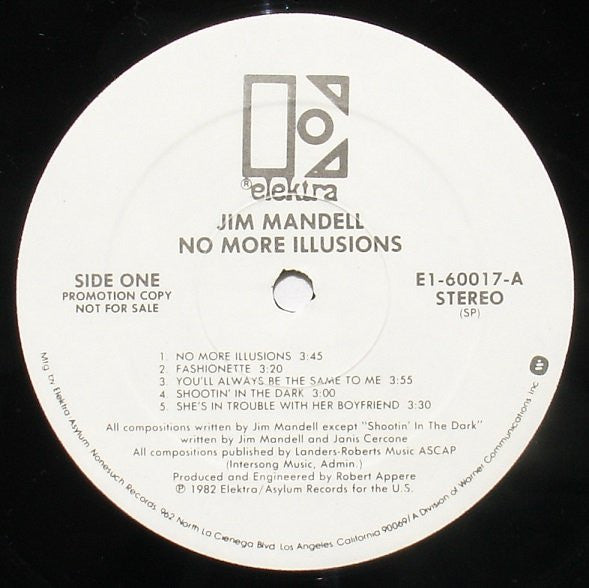 ® elektra
JIM MANDELL
NO MORE ILLUSIONS
SIDE ONE
PROMOTION COPY
NOT FOR SALE
E1-60017-A
STEREO
(SP)
1. NO MORE ILLUSIONS 3:45
2. FASHIONETTE 3:20
3. YOU'LL ALWAYS BE THE SAME TO ME 3:55
4. SHOOTIN' IN THE DARK 3:00
5. SHE'S IN TROUBLE WITH HER BOYFRIEND 3:30
All compositions written by Jim Mandell except "Shootin' In The Dark"
written by Jim Mandell and Janis Cercone
All compositions published by Landers-Roberts Music ASCAP
(Intersong Music, Admin.)
Produced and Engineered by Robert Appere
℗ 1982 Elektra/Asylum Records for the U.S.
Mfg. by Elektra Asylum Nonesuch Records 962 North La Cienega Blvd. Los Angeles California 90069/A Division of Warner Communications Inc.